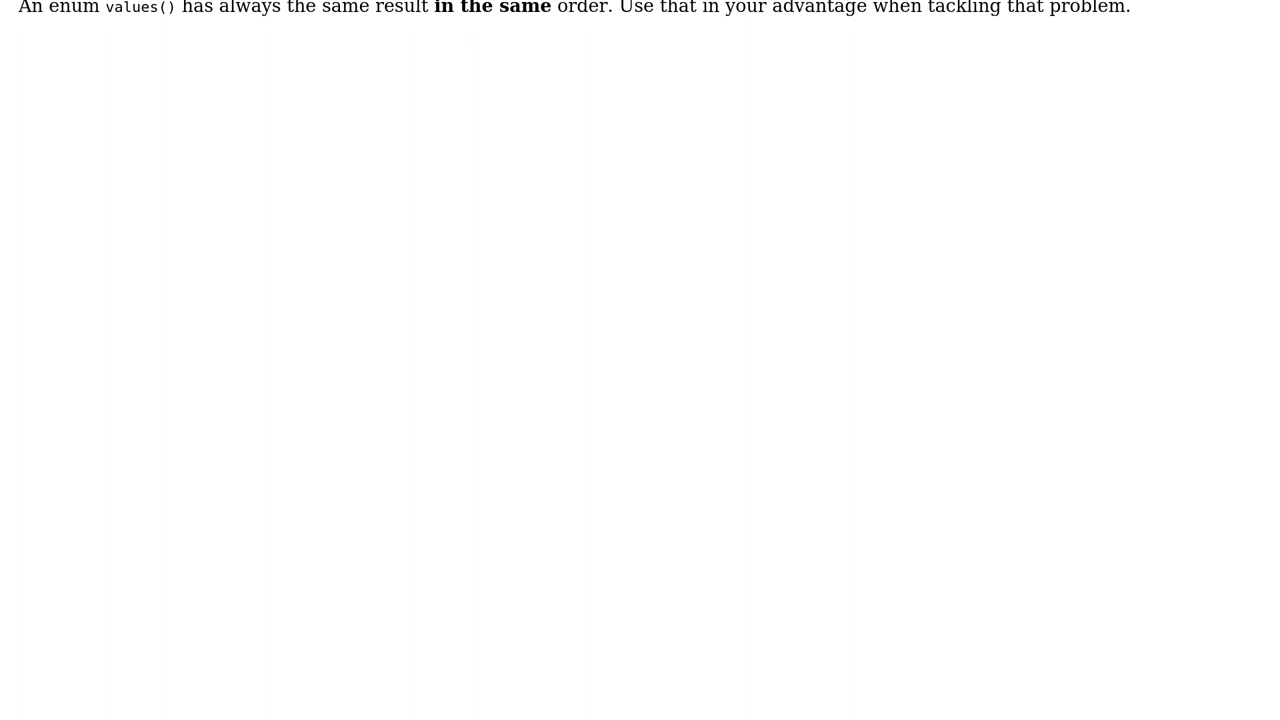 An enum values() has always the same result in the same order. Use that in your advantage when tackling that problem.